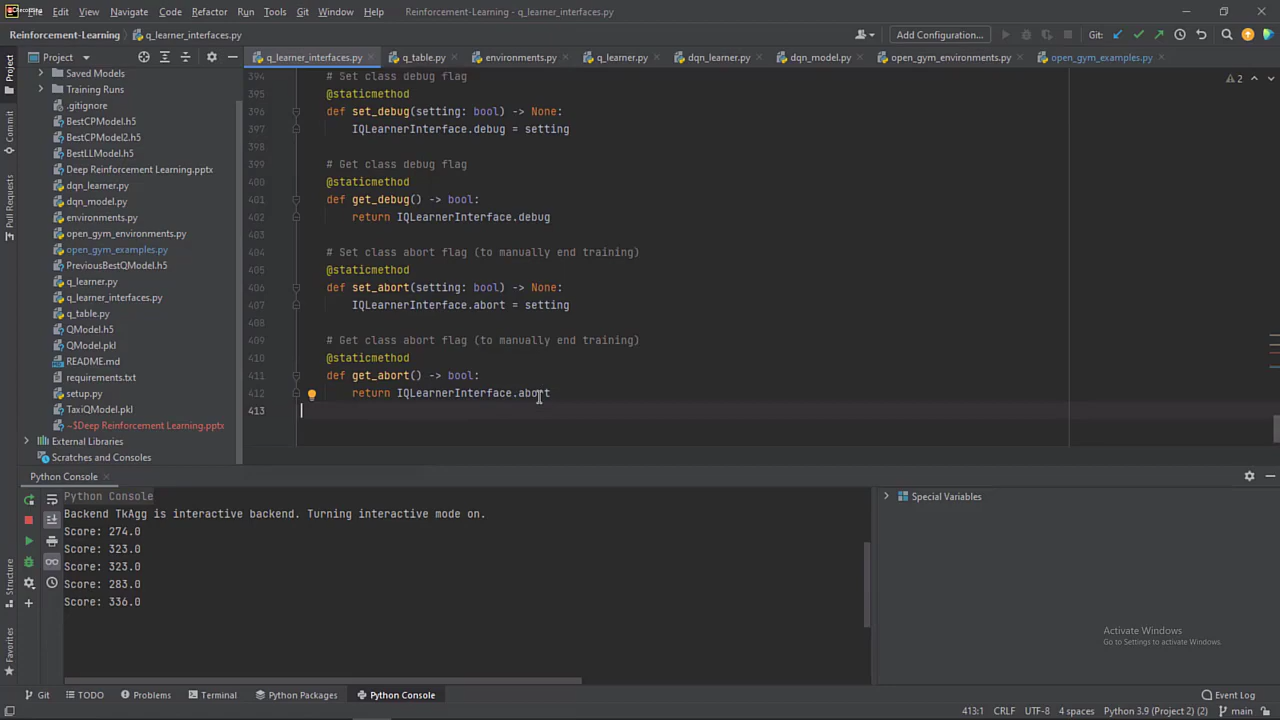 File Edit View Navigate Code Refactor Run Tools Git Window Help Reinforcement-Learning - q_learner_interfaces.py
Reinforcement-Learning q_learner_interfaces.py Add Configuration... Git:
Project q_learner_interfaces.py q_table.py environments.py q_learner.py dqn_learner.py dqn_model.py open_gym_environments.py open_gym_examples.py
Saved Models
Training Runs
.gitignore
BestCPModel.h5
BestCPModel2.h5
BestLLModel.h5
Deep Reinforcement Learning.pptx
dqn_learner.py
dqn_model.py
environments.py
open_gym_environments.py
open_gym_examples.py
PreviousBestQModel.h5
q_learner.py
q_learner_interfaces.py
q_table.py
QModel.h5
QModel.pkl
README.md
requirements.txt
setup.py
TaxiQModel.pkl
~$Deep Reinforcement Learning.pptx
External Libraries
Scratches and Consoles
394 # Set class debug flag
395 @staticmethod
396 def set_debug(setting: bool) -> None:
397 IQLearnerInterface.debug = setting
398
399 # Get class debug flag
400 @staticmethod
401 def get_debug() -> bool:
402 return IQLearnerInterface.debug
403
404 # Set class abort flag (to manually end training)
405 @staticmethod
406 def set_abort(setting: bool) -> None:
407 IQLearnerInterface.abort = setting
408
409 # Get class abort flag (to manually end training)
410 @staticmethod
411 def get_abort() -> bool:
412 return IQLearnerInterface.abort
413
2
Project
Commit
Pull Requests
Structure
Favorites
Python Console
Python Console
Backend TkAgg is interactive backend. Turning interactive mode on.
Score: 274.0
Score: 323.0
Score: 323.0
Score: 283.0
Score: 336.0
Special Variables
Activate Windows
Go to Settings to activate Windows.
Git TODO Problems Terminal Python Packages Python Console Event Log
413:1 CRLF UTF-8 4 spaces Python 3.9 (Project 2) (2) main